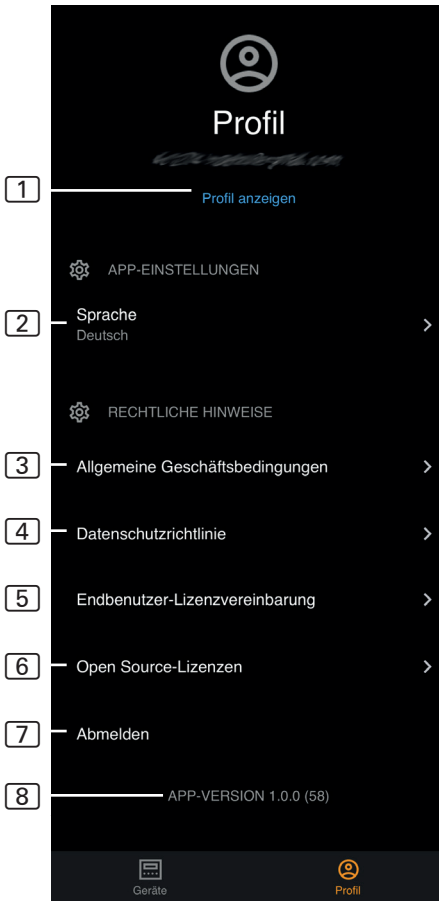 Profil
1
Profil anzeigen
APP-EINSTELLUNGEN
2
Sprache
Deutsch
RECHTLICHE HINWEISE
3
Allgemeine Geschäftsbedingungen
4
Datenschutzrichtlinie
5
Endbenutzer-Lizenzvereinbarung
6
Open Source-Lizenzen
7
Abmelden
8
APP-VERSION 1.0.0 (58)
Geräte
Profil